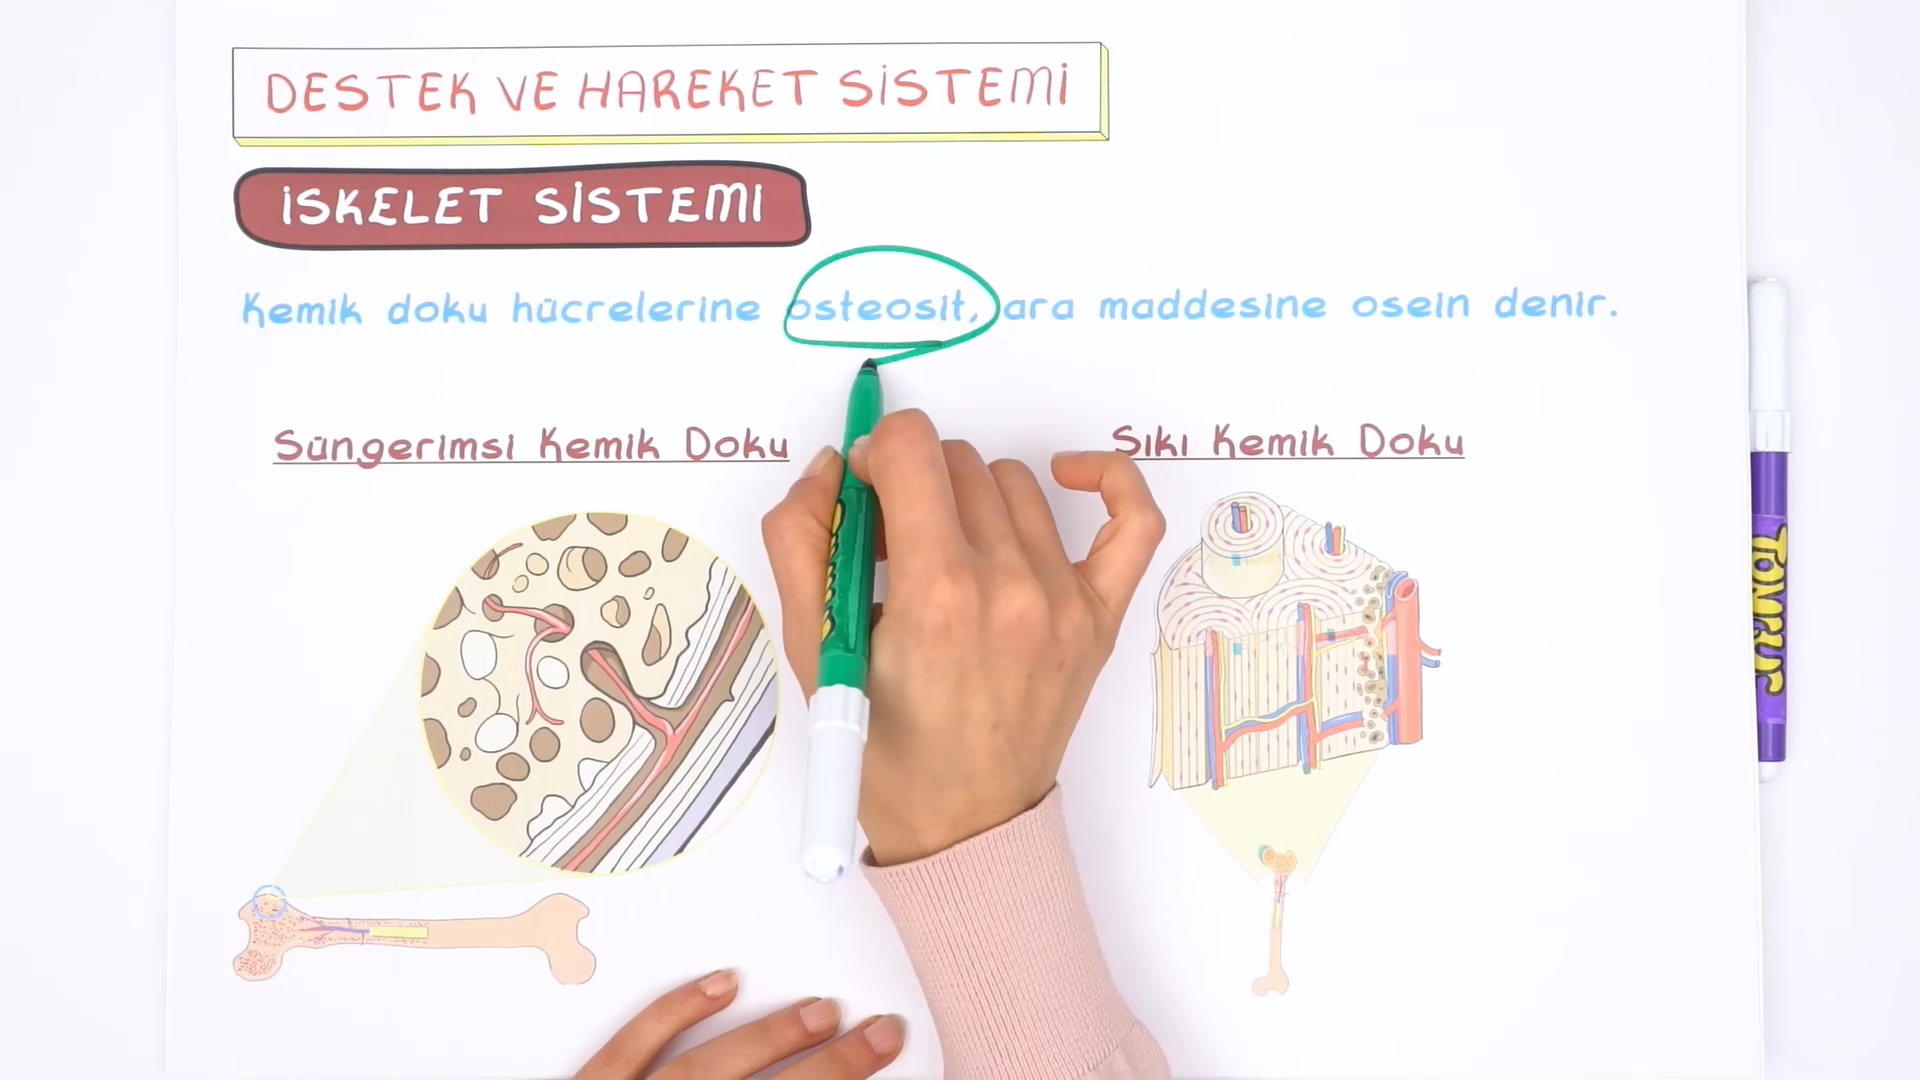 DESTEK VE HAREKET SİSTEMİ
İSKELET SİSTEMİ
Kemik doku hücrelerine osteosit, ara maddesine osein denir.
Süngerimsi Kemik Doku
Sıkı Kemik Doku
TOMBUL